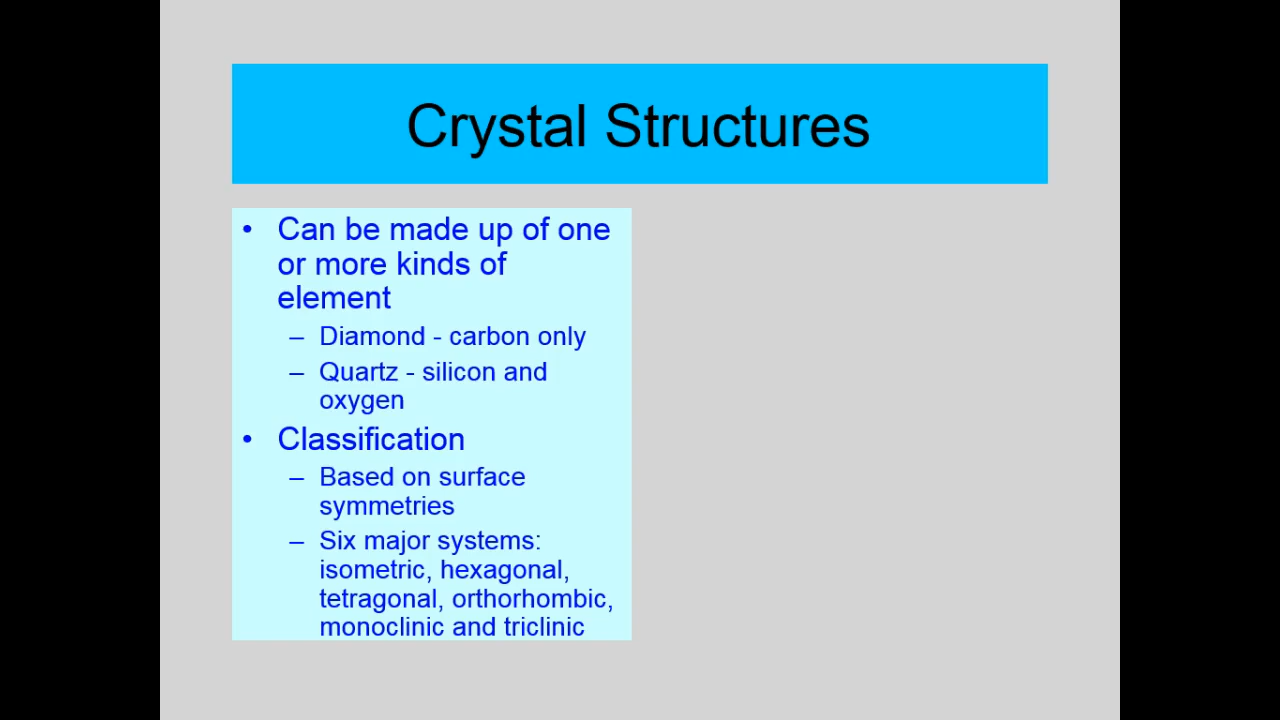 Crystal Structures
• Can be made up of one
or more kinds of
element
– Diamond - carbon only
– Quartz - silicon and
oxygen
• Classification
– Based on surface
symmetries
– Six major systems:
isometric, hexagonal,
tetragonal, orthorhombic,
monoclinic and triclinic